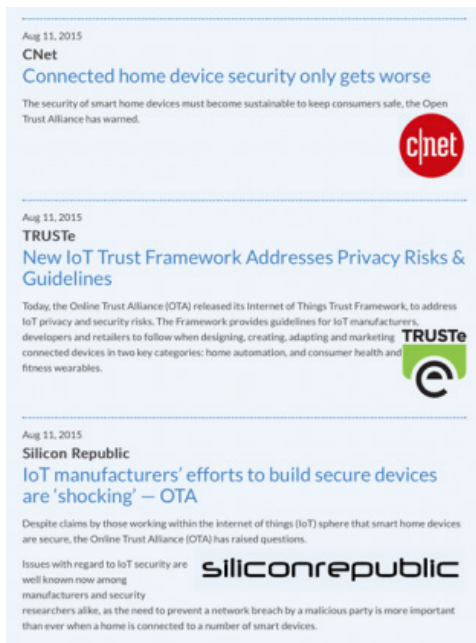 Aug 11, 2015
CNet
Connected home device security only gets worse
The security of smart home devices must become sustainable to keep consumers safe, the Open
Trust Alliance has warned.
c|net
Aug 11, 2015
TRUSTe
New IoT Trust Framework Addresses Privacy Risks &
Guidelines
Today, the Online Trust Alliance (OTA) released its Internet of Things Trust Framework, to address
IoT privacy and security risks. The Framework provides guidelines for IoT manufacturers,
developers and retailers to follow when designing, creating, adapting and marketing
connected devices in two key categories: home automation, and consumer health and
fitness wearables.
TRUSTe
e
Aug 11, 2015
Silicon Republic
IoT manufacturers' efforts to build secure devices
are 'shocking' — OTA
Despite claims by those working within the internet of things (IoT) sphere that smart home devices
are secure, the Online Trust Alliance (OTA) has raised questions.
Issues with regard to IoT security are
well known now among
manufacturers and security
siliconrepublic
researchers alike, as the need to prevent a network breach by a malicious party is more important
than ever when a home is connected to a number of smart devices.